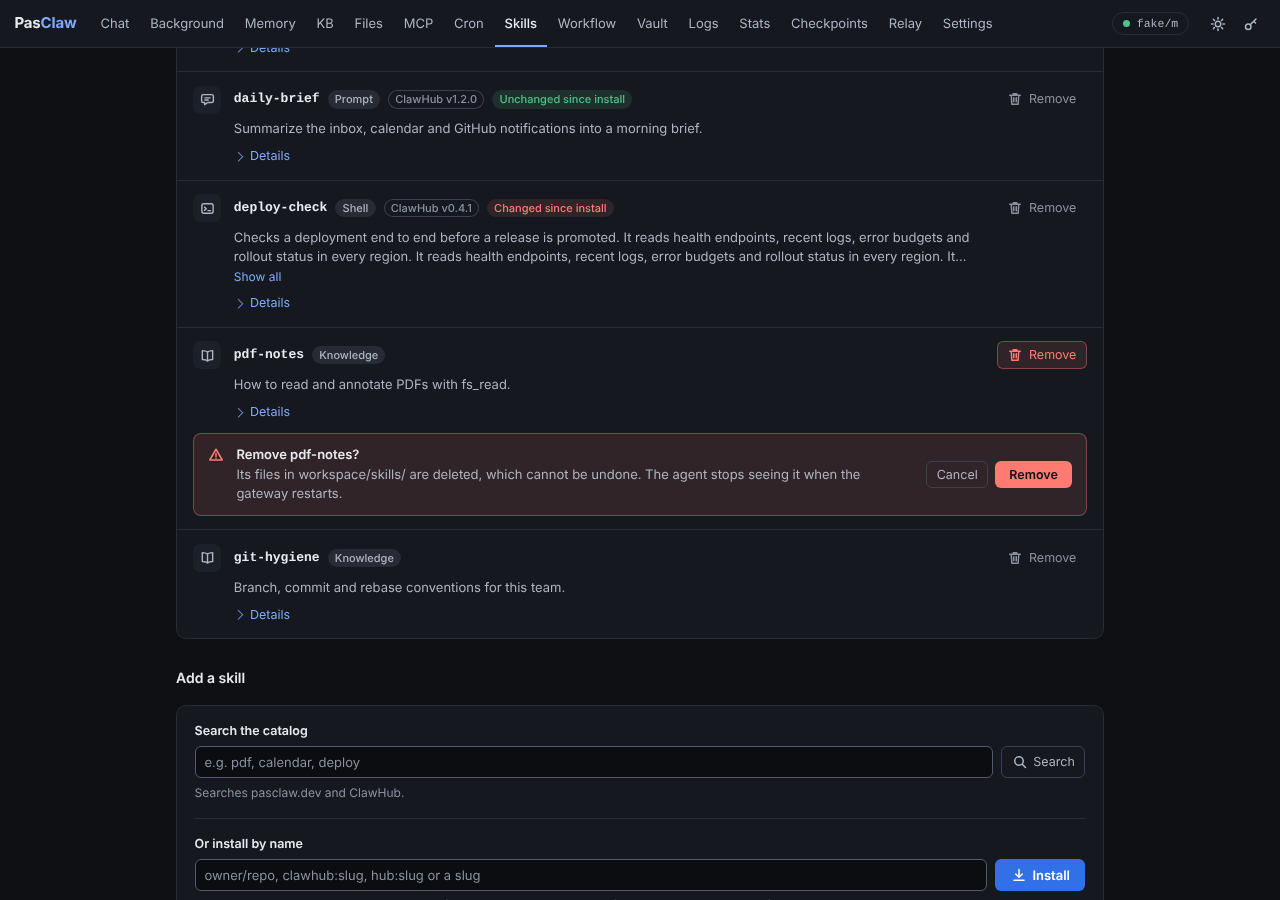 PasClaw Chat Background Memory KB Files MCP Cron Skills Workflow Vault Logs Stats Checkpoints Relay Settings fake/m
Details
daily-brief Prompt ClawHub v1.2.0 Unchanged since install Remove
Summarize the inbox, calendar and GitHub notifications into a morning brief.
Details
deploy-check Shell ClawHub v0.4.1 Changed since install Remove
Checks a deployment end to end before a release is promoted. It reads health endpoints, recent logs, error budgets and
rollout status in every region. It reads health endpoints, recent logs, error budgets and rollout status in every region. It...
Show all
Details
pdf-notes Knowledge Remove
How to read and annotate PDFs with fs_read.
Details
Remove pdf-notes?
Its files in workspace/skills/ are deleted, which cannot be undone. The agent stops seeing it when the
gateway restarts.
Cancel Remove
git-hygiene Knowledge Remove
Branch, commit and rebase conventions for this team.
Details
Add a skill
Search the catalog
e.g. pdf, calendar, deploy Search
Searches pasclaw.dev and ClawHub.
Or install by name
owner/repo, clawhub:slug, hub:slug or a slug Install